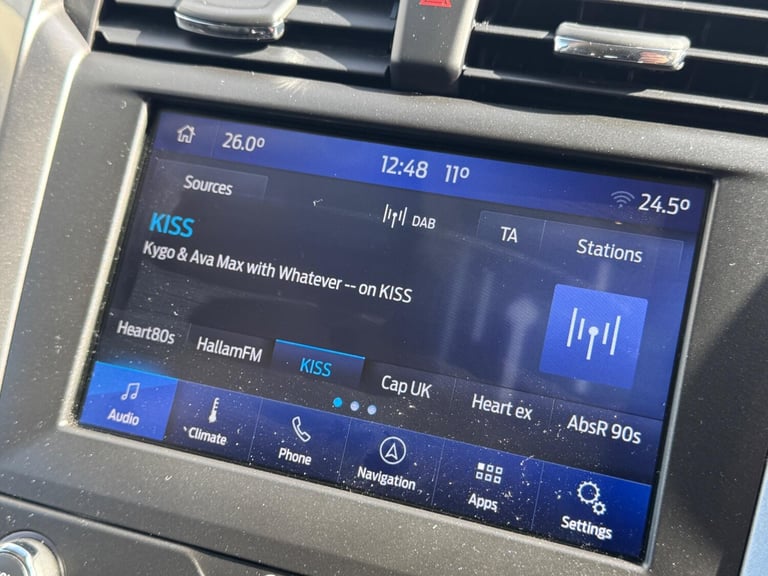 26.0° 12:48 11° 24.5°
Sources DAB TA Stations
KISS
Kygo & Ava Max with Whatever -- on KISS
Heart80s HallamFM KISS Cap UK Heart ex AbsR 90s
Audio Climate Phone Navigation Apps Settings